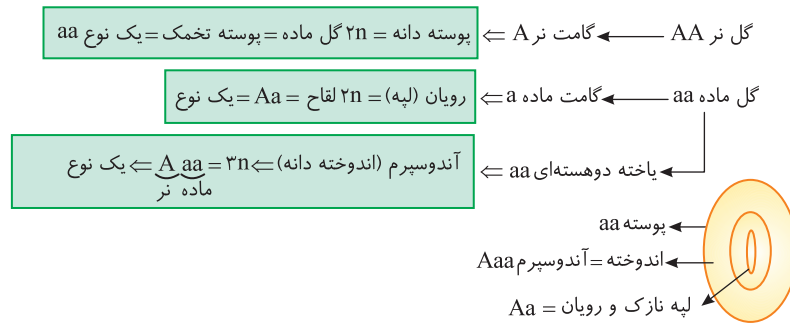 گل نر AA ← گامت نر A ⇐ پوسته دانه = ۲n گل ماده = پوسته تخمک = یک نوع aa
گل ماده aa ← گامت ماده a ⇐ رویان (لپه) = ۲n لقاح = Aa = یک نوع
یاخته دوهسته‌ای aa ⇐ آندوسپرم (اندوخته دانه) ⇐ ۳n = A aa ⇐ یک نوع
ماده نر
پوسته aa
اندوخته = آندوسپرم Aaa
لپه نازک و رویان = Aa